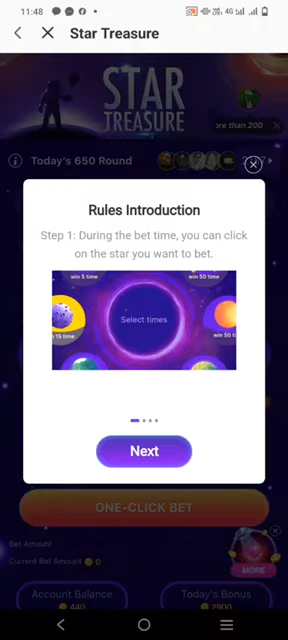 11:48
4G
Star Treasure
STAR
TREASURE
ore than 200
Today's 650 Round
Rules Introduction
Step 1: During the bet time, you can click
on the star you want to bet.
win 5 time
win 50 time
Select times
n 15 time
win 50 ti
Next
ONE-CLICK BET
Bet Amount
Current Bet Amount 0
MORE
Account Balance
440
Today's Bonus
2900